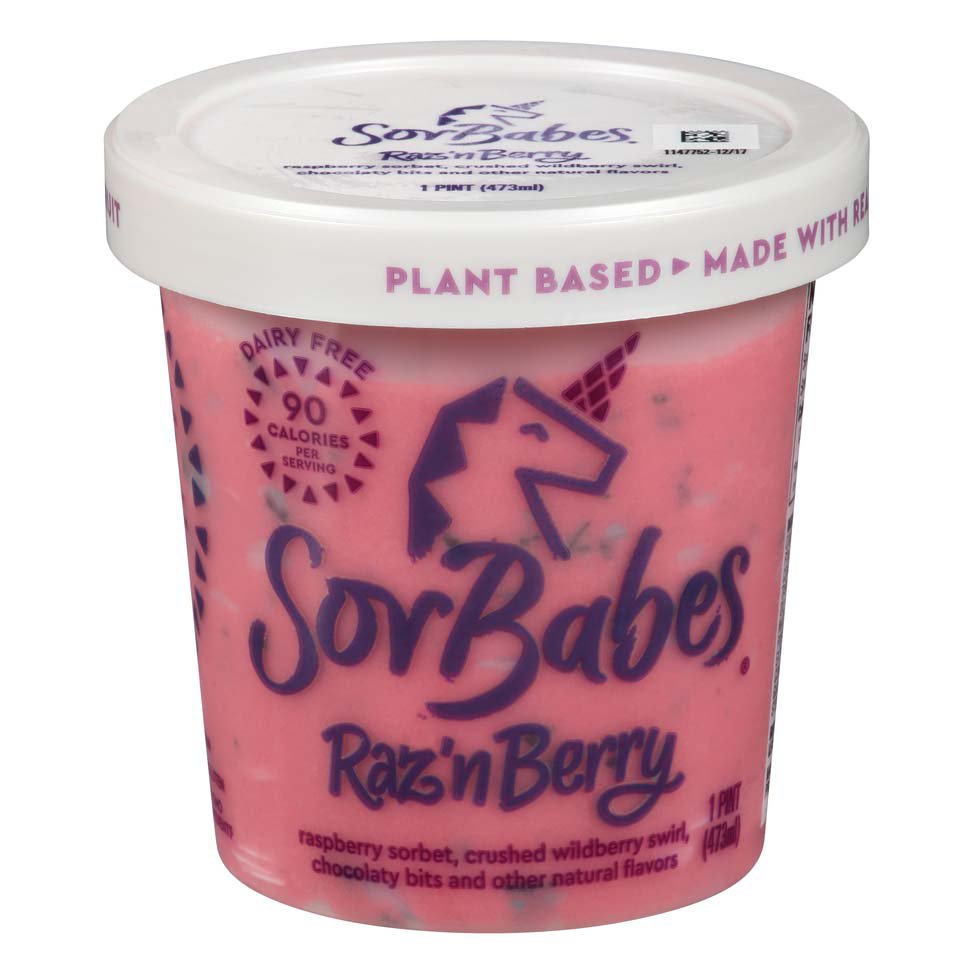 SorBabes
Raz'n Berry
raspberry sorbet, crushed wildberry swirl,
chocolaty bits and other natural flavors
1 PINT (473ml)
1147752-12/17
PLANT BASED ▸ MADE WITH
DAIRY FREE
90
CALORIES
PER
SERVING
SorBabes®
Raz'n Berry
raspberry sorbet, crushed wildberry swirl,
chocolaty bits and other natural flavors
1 PINT
(473ml)